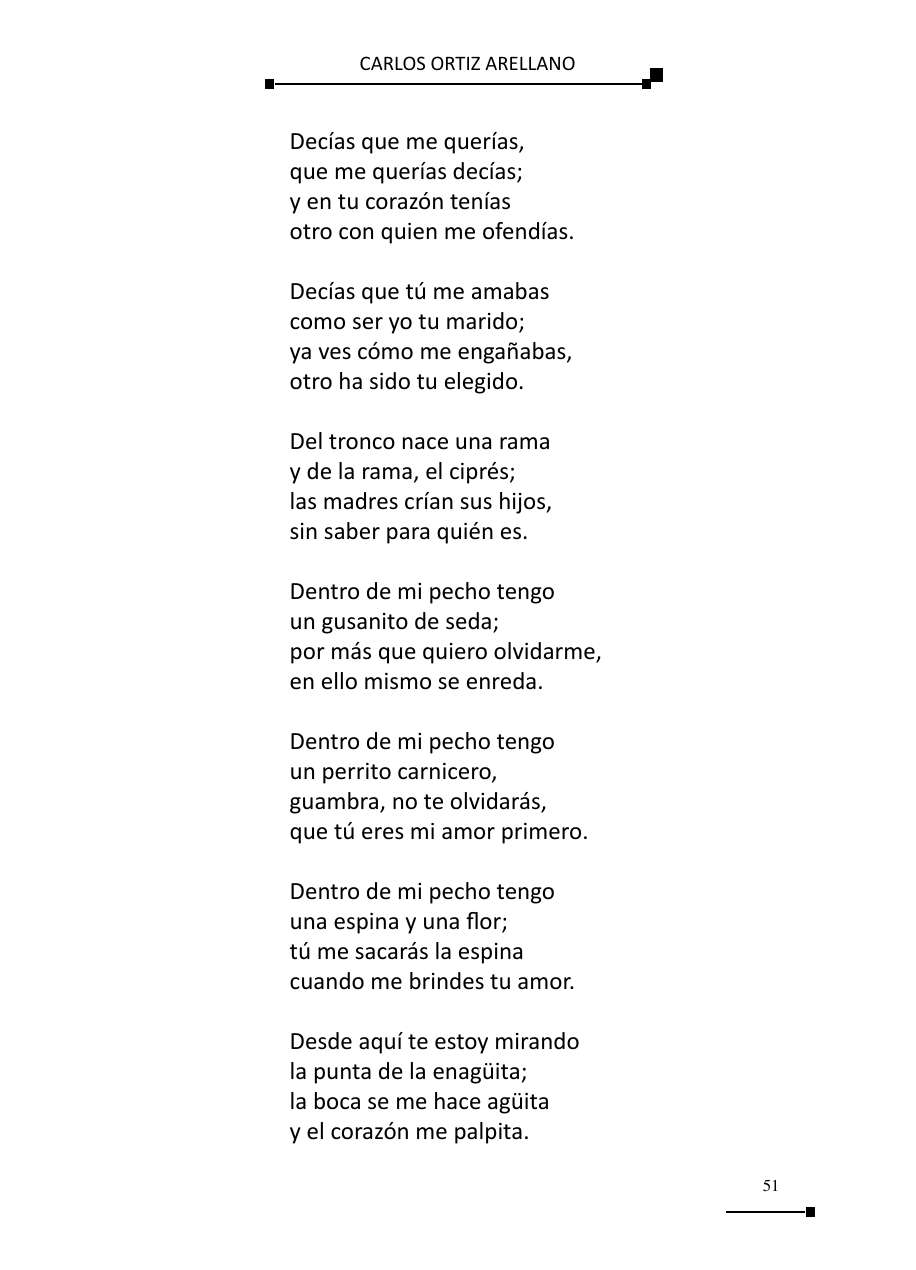 CARLOS ORTIZ ARELLANO
Decías que me querías,
que me querías decías;
y en tu corazón tenías
otro con quien me ofendías.
Decías que tú me amabas
como ser yo tu marido;
ya ves cómo me engañabas,
otro ha sido tu elegido.
Del tronco nace una rama
y de la rama, el ciprés;
las madres crían sus hijos,
sin saber para quién es.
Dentro de mi pecho tengo
un gusanito de seda;
por más que quiero olvidarme,
en ello mismo se enreda.
Dentro de mi pecho tengo
un perrito carnicero,
guambra, no te olvidarás,
que tú eres mi amor primero.
Dentro de mi pecho tengo
una espina y una flor;
tú me sacarás la espina
cuando me brindes tu amor.
Desde aquí te estoy mirando
la punta de la enagüita;
la boca se me hace agüita
y el corazón me palpita.
51